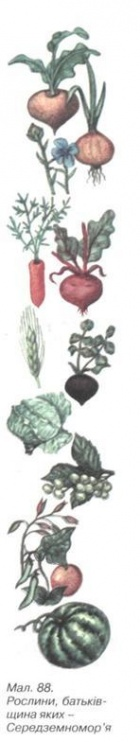 Мал. 88.
Рослини, батьків-
щина яких –
Середземномор'я